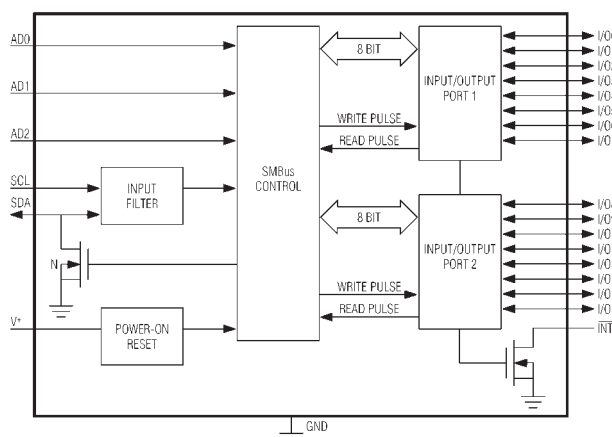 AD0
8 BIT
INPUT/OUTPUT
PORT 1
AD1
WRITE PULSE
READ PULSE
AD2
SMBus
CONTROL
SCL
SDA
INPUT
FILTER
8 BIT
INPUT/OUTPUT
PORT 2
N
WRITE PULSE
READ PULSE
V+
POWER-ON
RESET
INT
GND